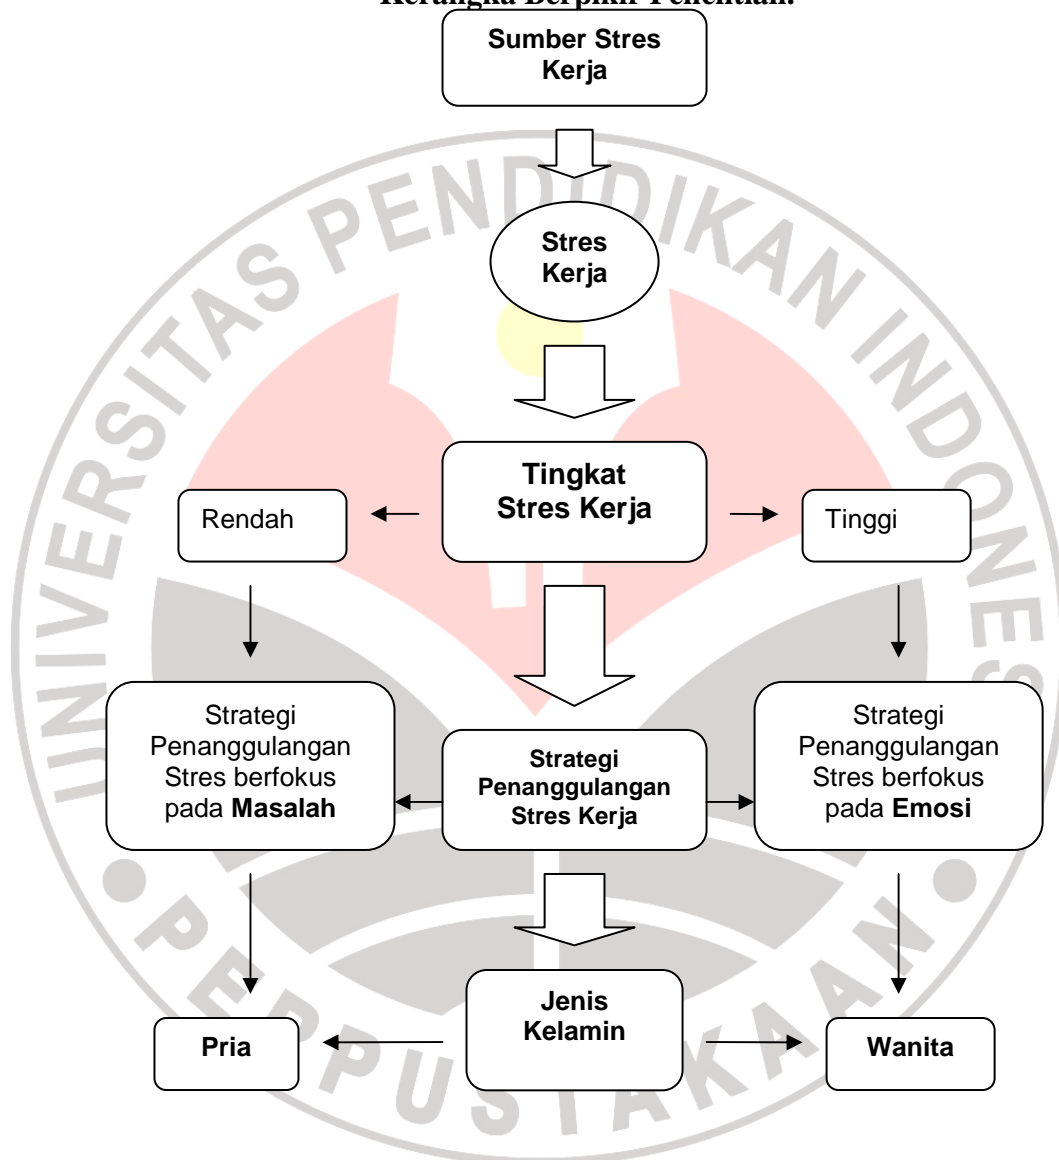 Kerangka Berpikir Penelitian.
Sumber Stres
Kerja
Stres
Kerja
Tingkat
Stres Kerja
Rendah
Tinggi
Strategi
Penanggulangan
Stres berfokus
pada Masalah
Strategi
Penanggulangan
Stres Kerja
Strategi
Penanggulangan
Stres berfokus
pada Emosi
Jenis
Kelamin
Pria
Wanita
UNIVERSITAS PENDIDIKAN INDONES
PERPUSTAKAAN